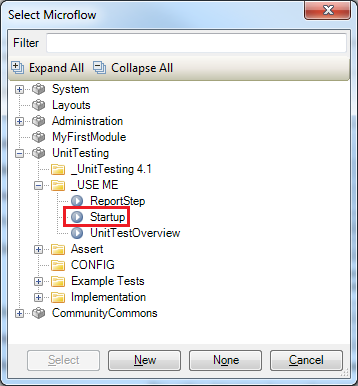 Select Microflow
Filter
Expand All Collapse All
System
Layouts
Administration
MyFirstModule
UnitTesting
_UnitTesting 4.1
_USE ME
ReportStep
Startup
UnitTestOverview
Assert
CONFIG
Example Tests
Implementation
CommunityCommons
Select New None Cancel